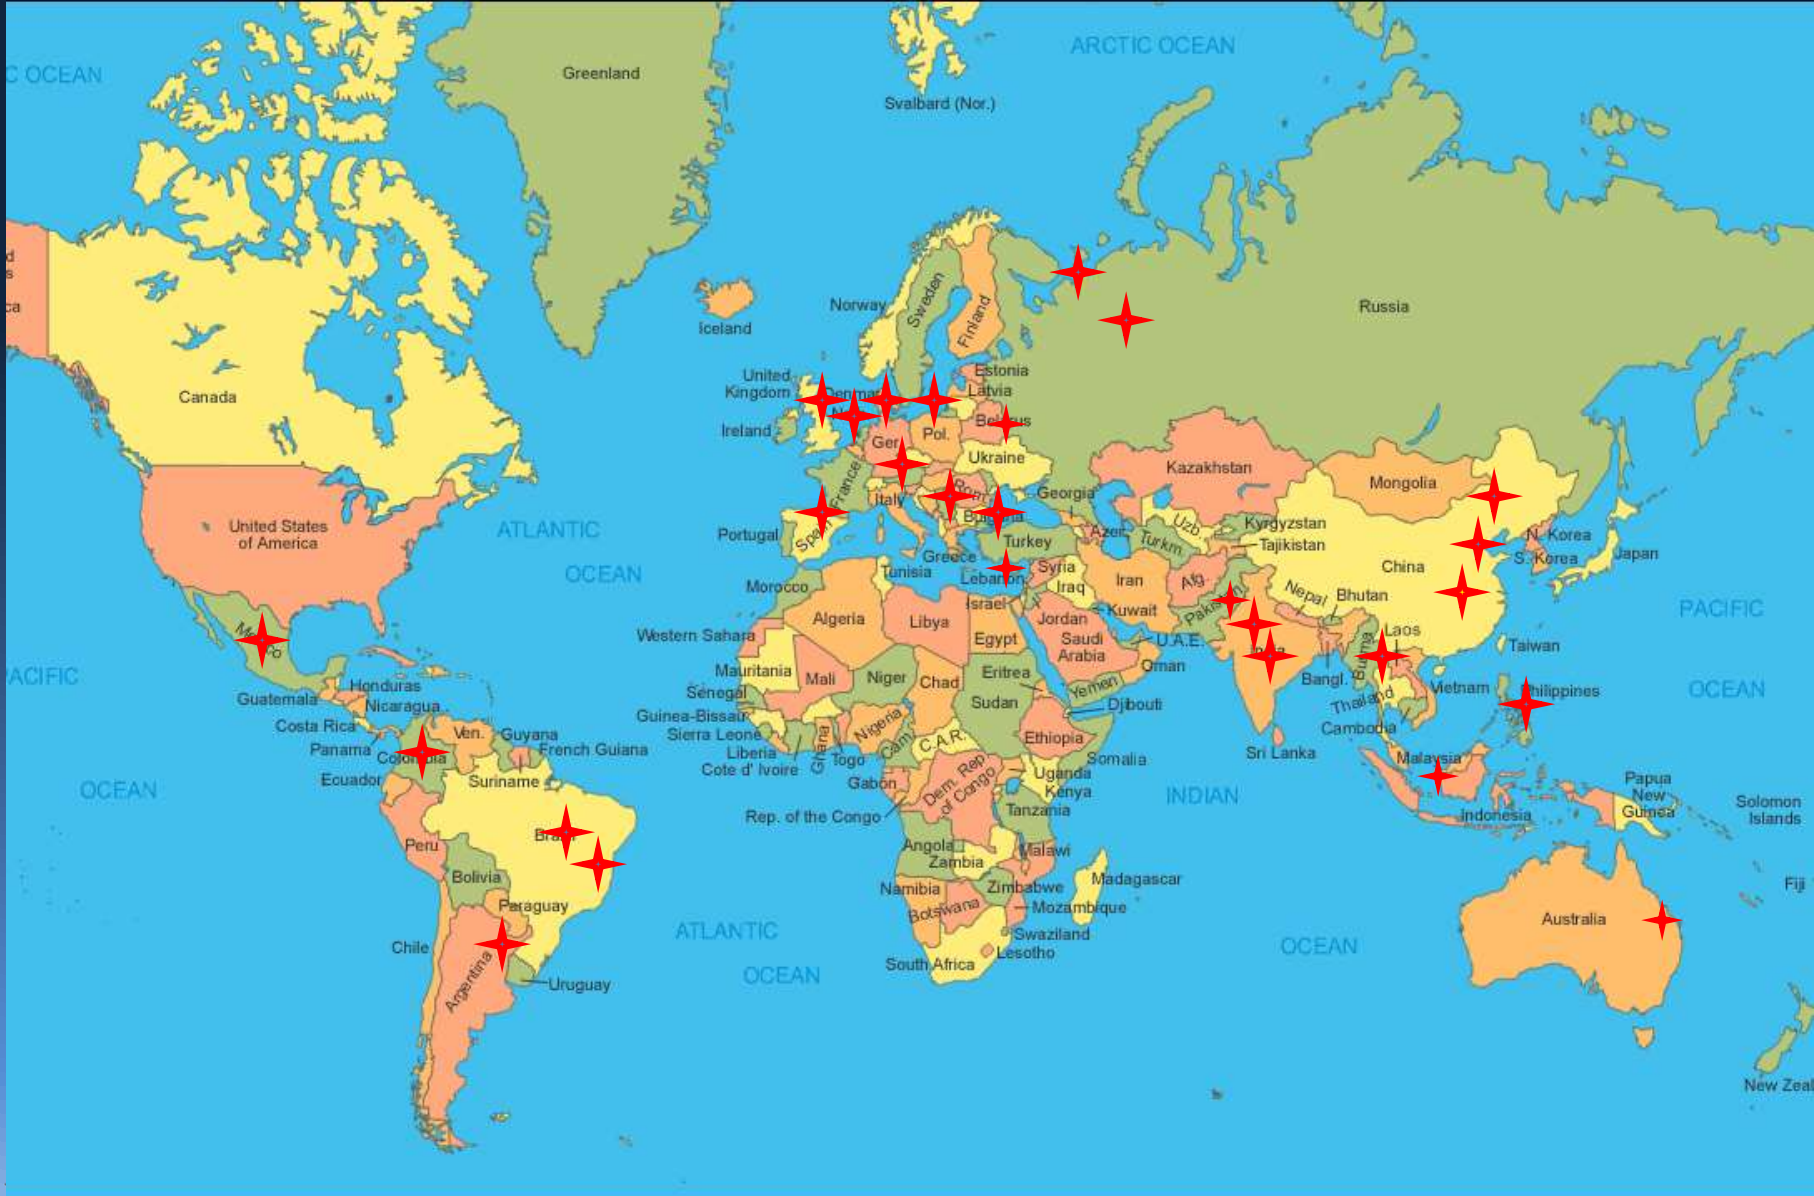 ARCTIC OCEAN
C OCEAN
Greenland
Svalbard (Nor.)
d
s
ca
Norway
Sweden
Finland
Russia
Iceland
Estonia
Latvia
United
Kingdom
Canada
Ireland
Ger
Pol.
Ukraine
Kazakhstan
Mongolia
France
Italy
Georgia
United States
of America
ATLANTIC
OCEAN
Portugal
Azer.
Uzb.
Turkm.
Kyrgyzstan
Tajikistan
N. Korea
S. Korea
Japan
China
Turkey
Greece
Syria
Iraq
Iran
Afg.
Tunisia
Lebanon
Morocco
Israel
Kuwait
Nepal
Bhutan
Algeria
Libya
Egypt
Jordan
Saudi
Arabia
U.A.E.
Oman
PACIFIC
OCEAN
Western Sahara
Laos
Taiwan
Mauritania
Mali
Niger
Chad
Eritrea
Yemen
Bangl.
Burma
Vietnam
Philippines
PACIFIC
Guatemala
Honduras
Nicaragua
Senegal
Sudan
Djibouti
Thailand
Costa Rica
Guinea-Bissau
Sierra Leone
Nigeria
Cambodia
Panama
Ven.
Guyana
French Guiana
Liberia
Cote d' Ivoire
Ghana
Togo
Cam.
C.A.R.
Ethiopia
Somalia
Sri Lanka
Malaysia
Ecuador
Suriname
Gabon
Dem. Rep
of Congo
Uganda
Kenya
OCEAN
INDIAN
Papua
New
Guinea
Solomon
Islands
Rep. of the Congo
Tanzania
Indonesia
Peru
Angola
Zambia
Malawi
Bolivia
Namibia
Zimbabwe
Madagascar
Fiji
Paraguay
Botswana
Mozambique
Australia
Chile
ATLANTIC
OCEAN
Swaziland
Lesotho
OCEAN
South Africa
Argentina
Uruguay
New Zeal